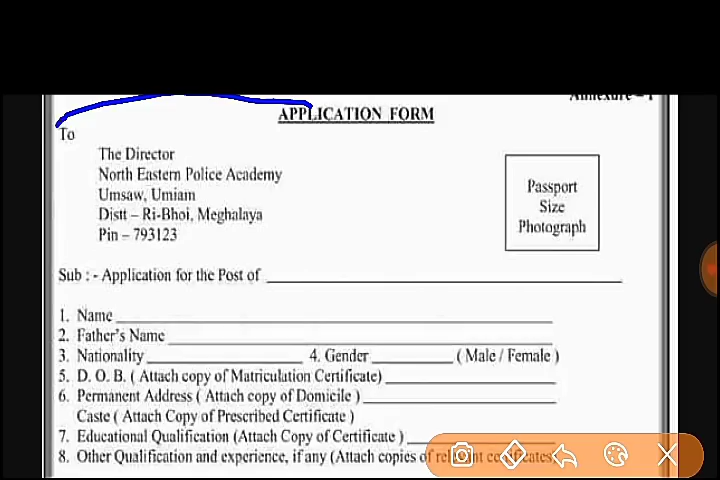 Annexure – I
APPLICATION FORM
To
The Director
North Eastern Police Academy
Umsaw, Umiam
Distt – Ri-Bhoi, Meghalaya
Pin – 793123
Passport
Size
Photograph
Sub : - Application for the Post of
1. Name
2. Father's Name
3. Nationality 4. Gender ( Male / Female )
5. D. O. B. ( Attach copy of Matriculation Certificate)
6. Permanent Address ( Attach copy of Domicile )
Caste ( Attach Copy of Prescribed Certificate )
7. Educational Qualification (Attach Copy of Certificate )
8. Other Qualification and experience, if any (Attach copies of relevant certificates)